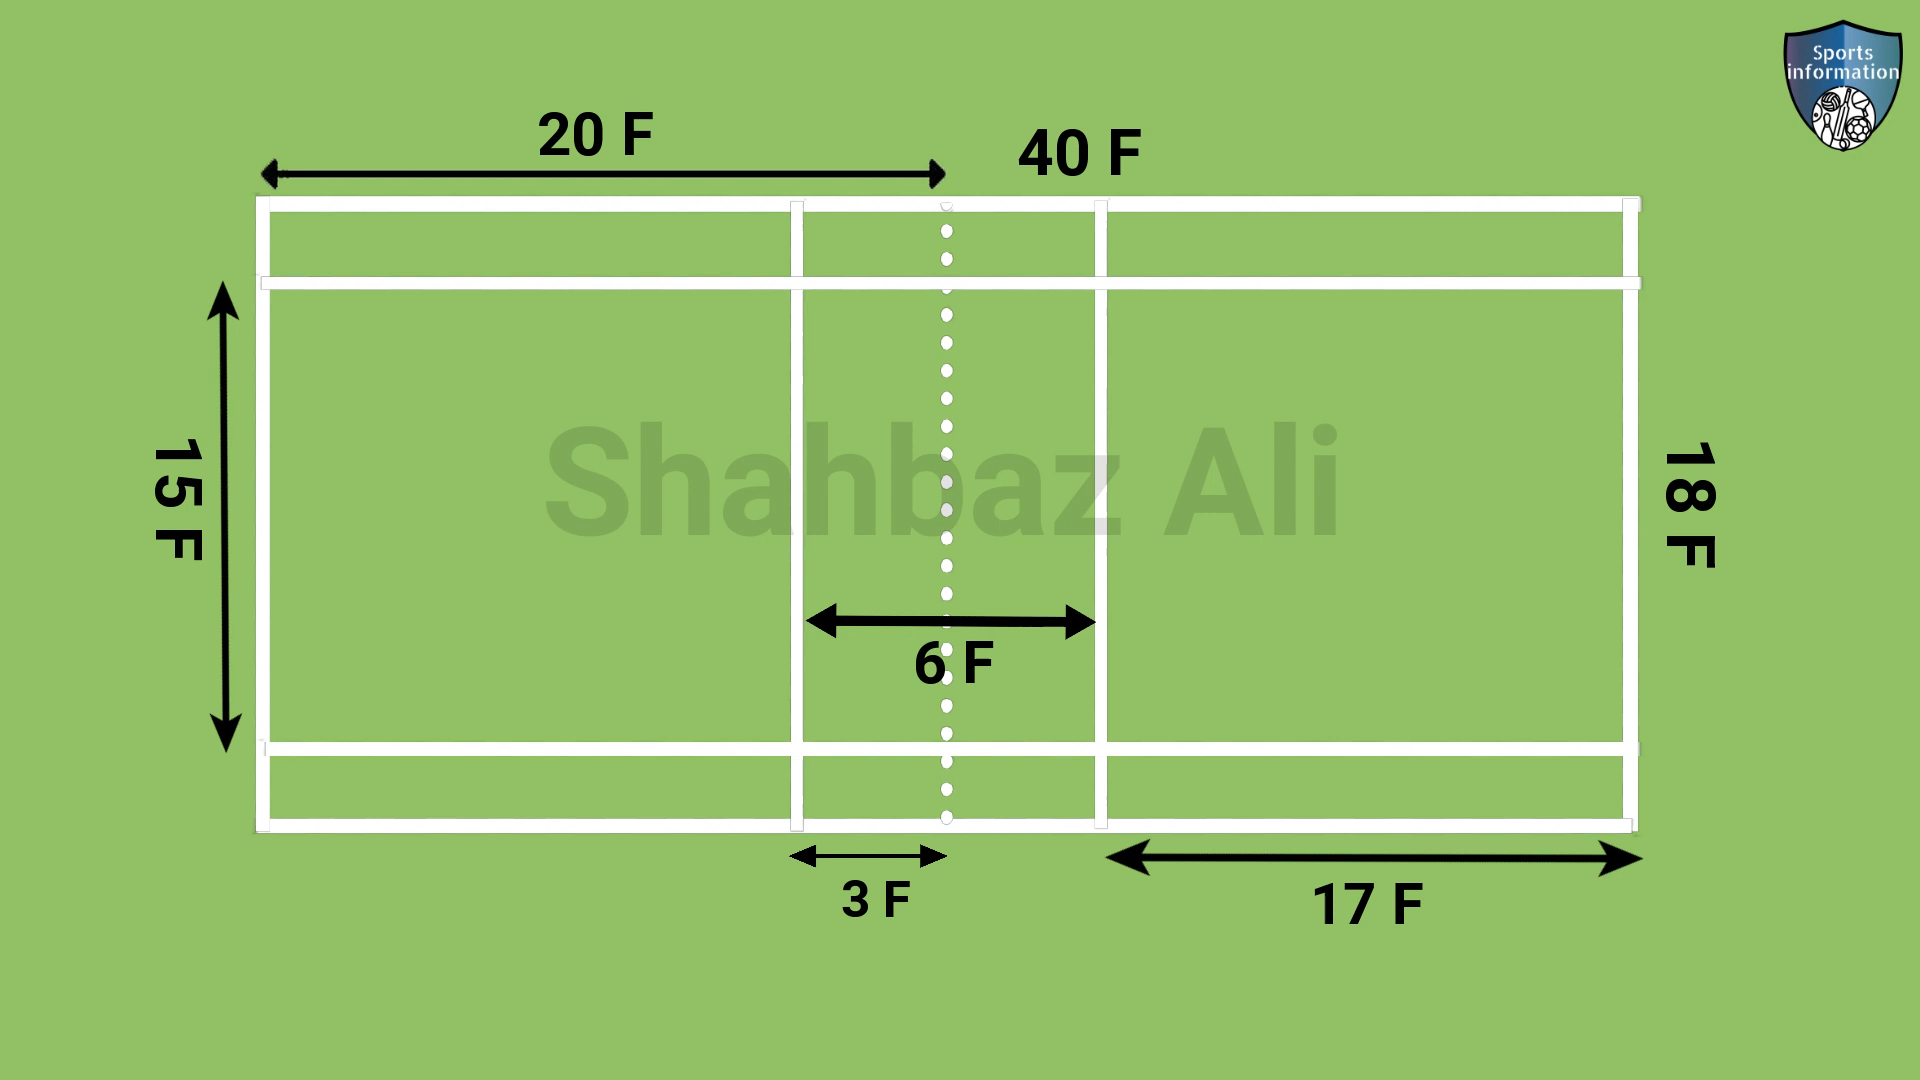 Sports
information
20 F
40 F
15 F
Shahbaz Ali
18 F
6 F
3 F
17 F